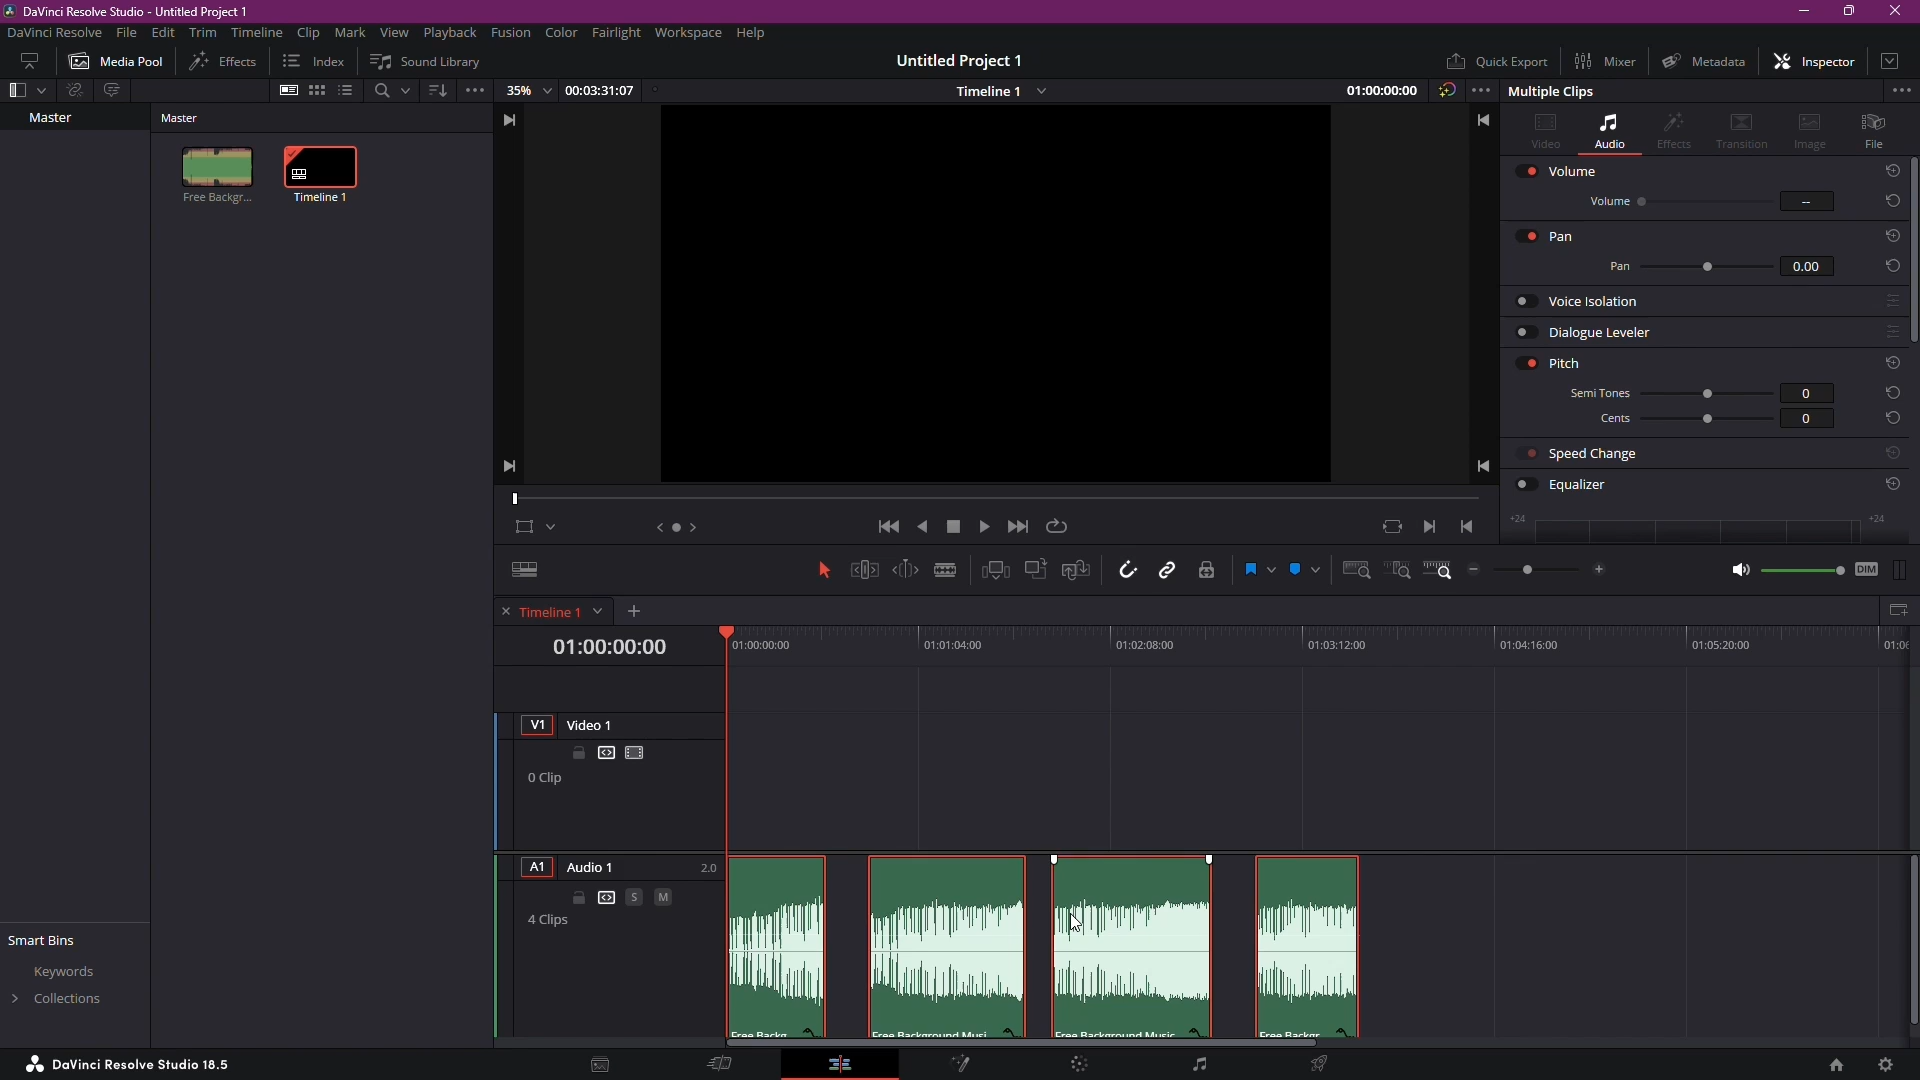 DaVinci Resolve Studio - Untitled Project 1
DaVinci Resolve File Edit Trim Timeline Clip Mark View Playback Fusion Color Fairlight Workspace Help
Media Pool Effects Index Sound Library Untitled Project 1 Quick Export Mixer Metadata Inspector
35% 00:03:31:07 Timeline 1 01:00:00:00 Multiple Clips
Master Master
Video Audio Effects Transition Image File
Free Backgr... Timeline 1
Volume
Volume --
Pan
Pan 0.00
Voice Isolation
Dialogue Leveler
Pitch
Semi Tones 0
Cents 0
Speed Change
Equalizer
+24 +24
DIM
Timeline 1
01:00:00:00 01:00:00:00 01:01:04:00 01:02:08:00 01:03:12:00 01:04:16:00 01:05:20:00 01:06
V1 Video 1
0 Clip
A1 Audio 1 2.0
S M
4 Clips
Smart Bins
Keywords
Collections
Free Backg... Free Background Musi... Free Background Music... Free Backgr...
DaVinci Resolve Studio 18.5